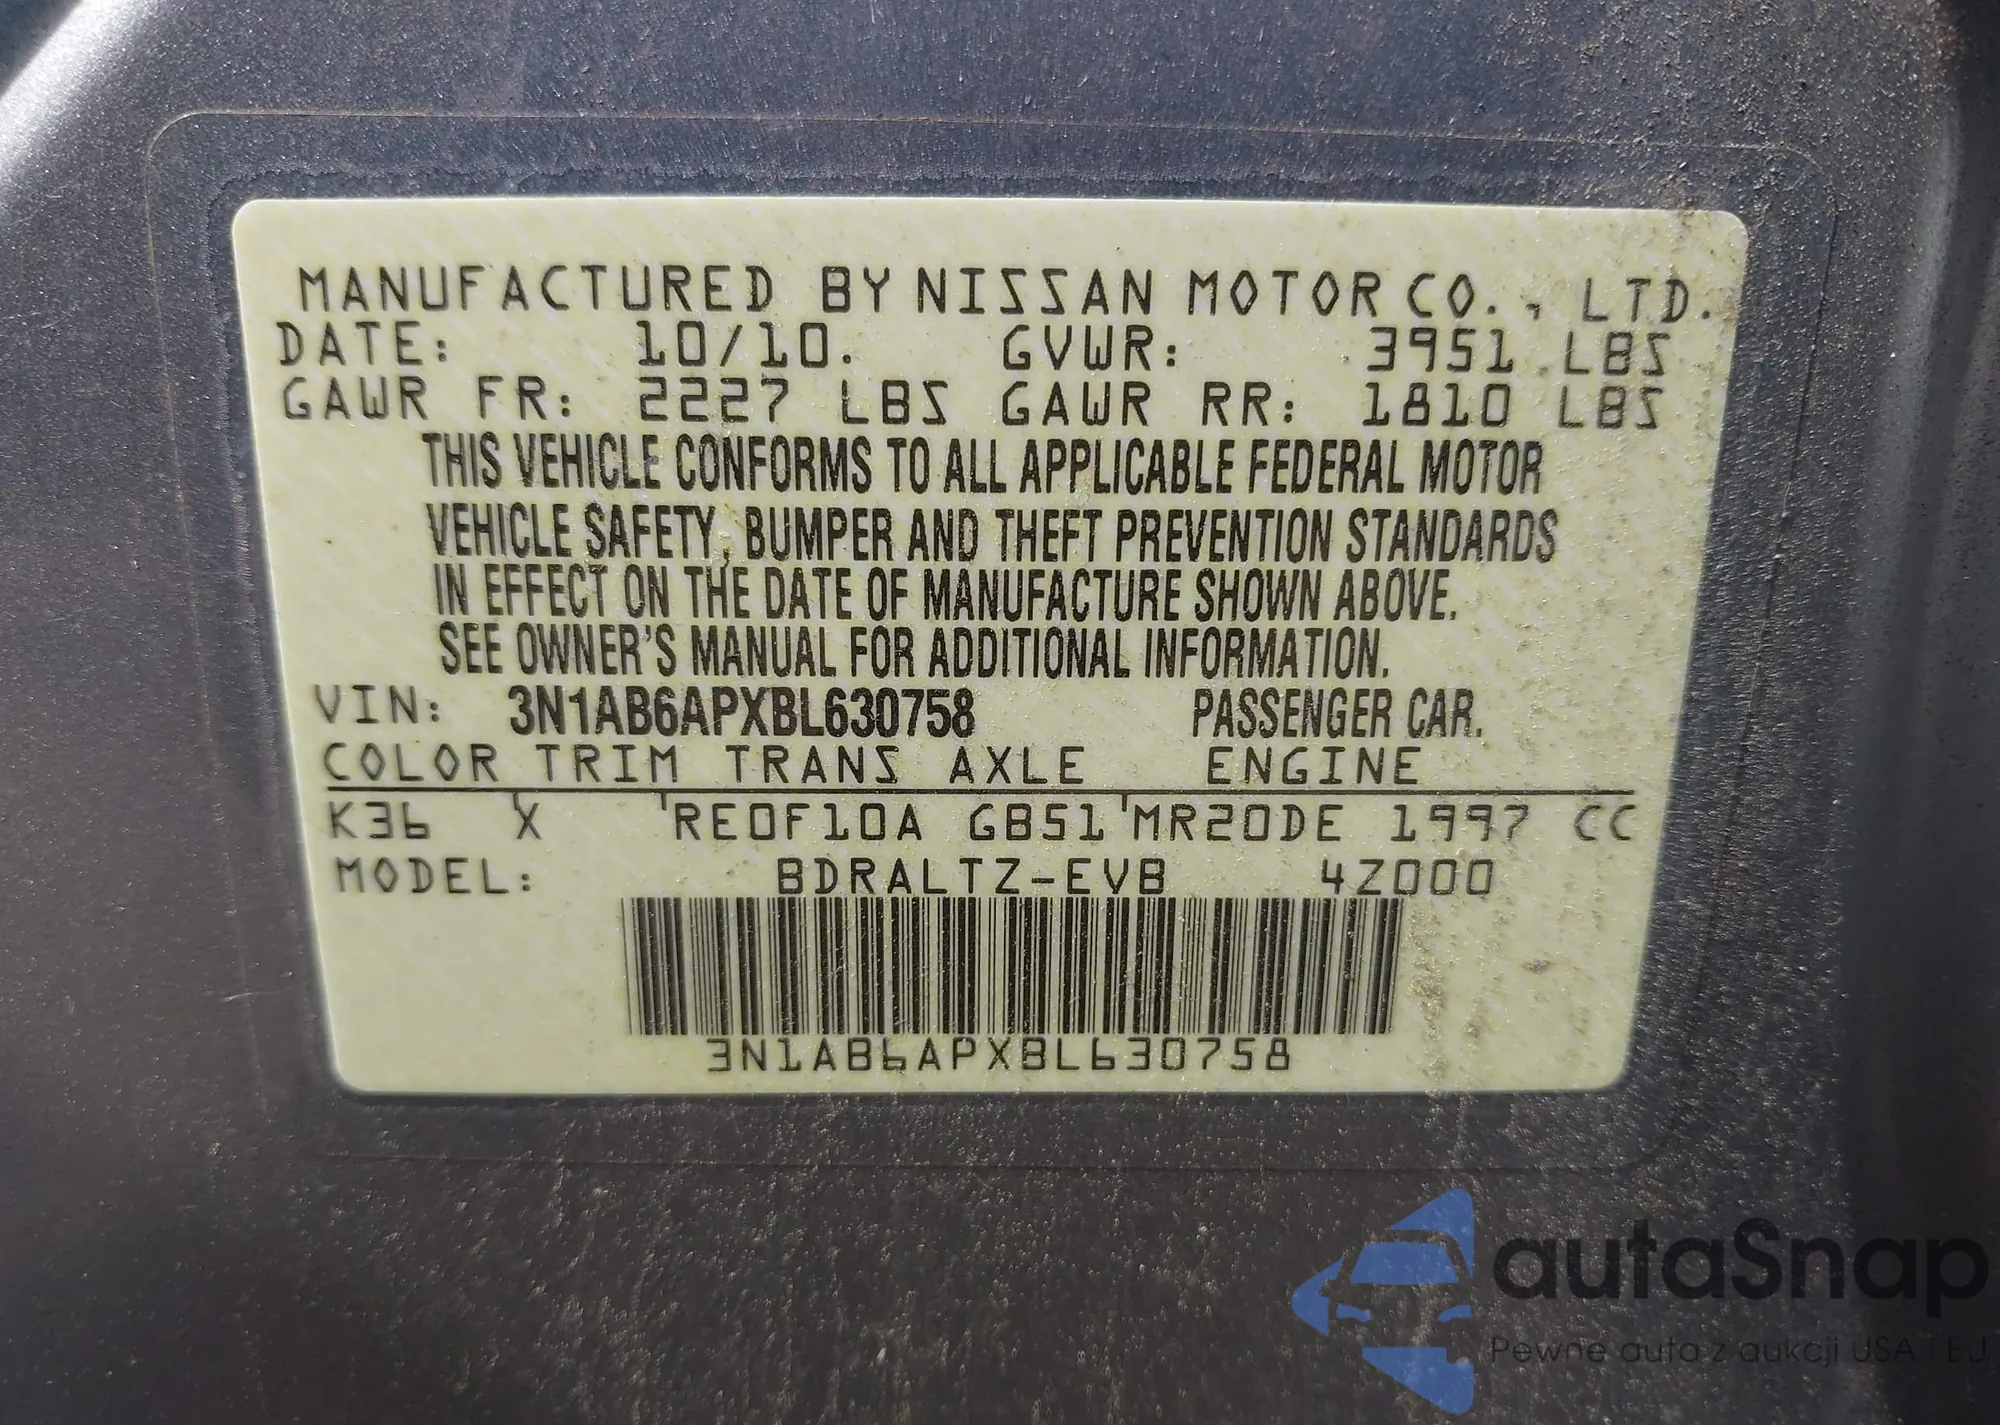 MANUFACTURED BY NISSAN MOTOR CO., LTD.
DATE: 10/10. GVWR: 3951 LBS
GAWR FR: 2227 LBS GAWR RR: 1810 LBS
THIS VEHICLE CONFORMS TO ALL APPLICABLE FEDERAL MOTOR
VEHICLE SAFETY, BUMPER AND THEFT PREVENTION STANDARDS
IN EFFECT ON THE DATE OF MANUFACTURE SHOWN ABOVE.
SEE OWNER'S MANUAL FOR ADDITIONAL INFORMATION.
VIN: 3N1AB6APXBL630758 PASSENGER CAR.
COLOR TRIM TRANS AXLE ENGINE
K36 X RE0F10A GB51 MR20DE 1997 CC
MODEL: BDRALTZ-EVB 4Z000
3N1AB6APXBL630758
autaSnap
Pewne auta z aukcji USA i EU